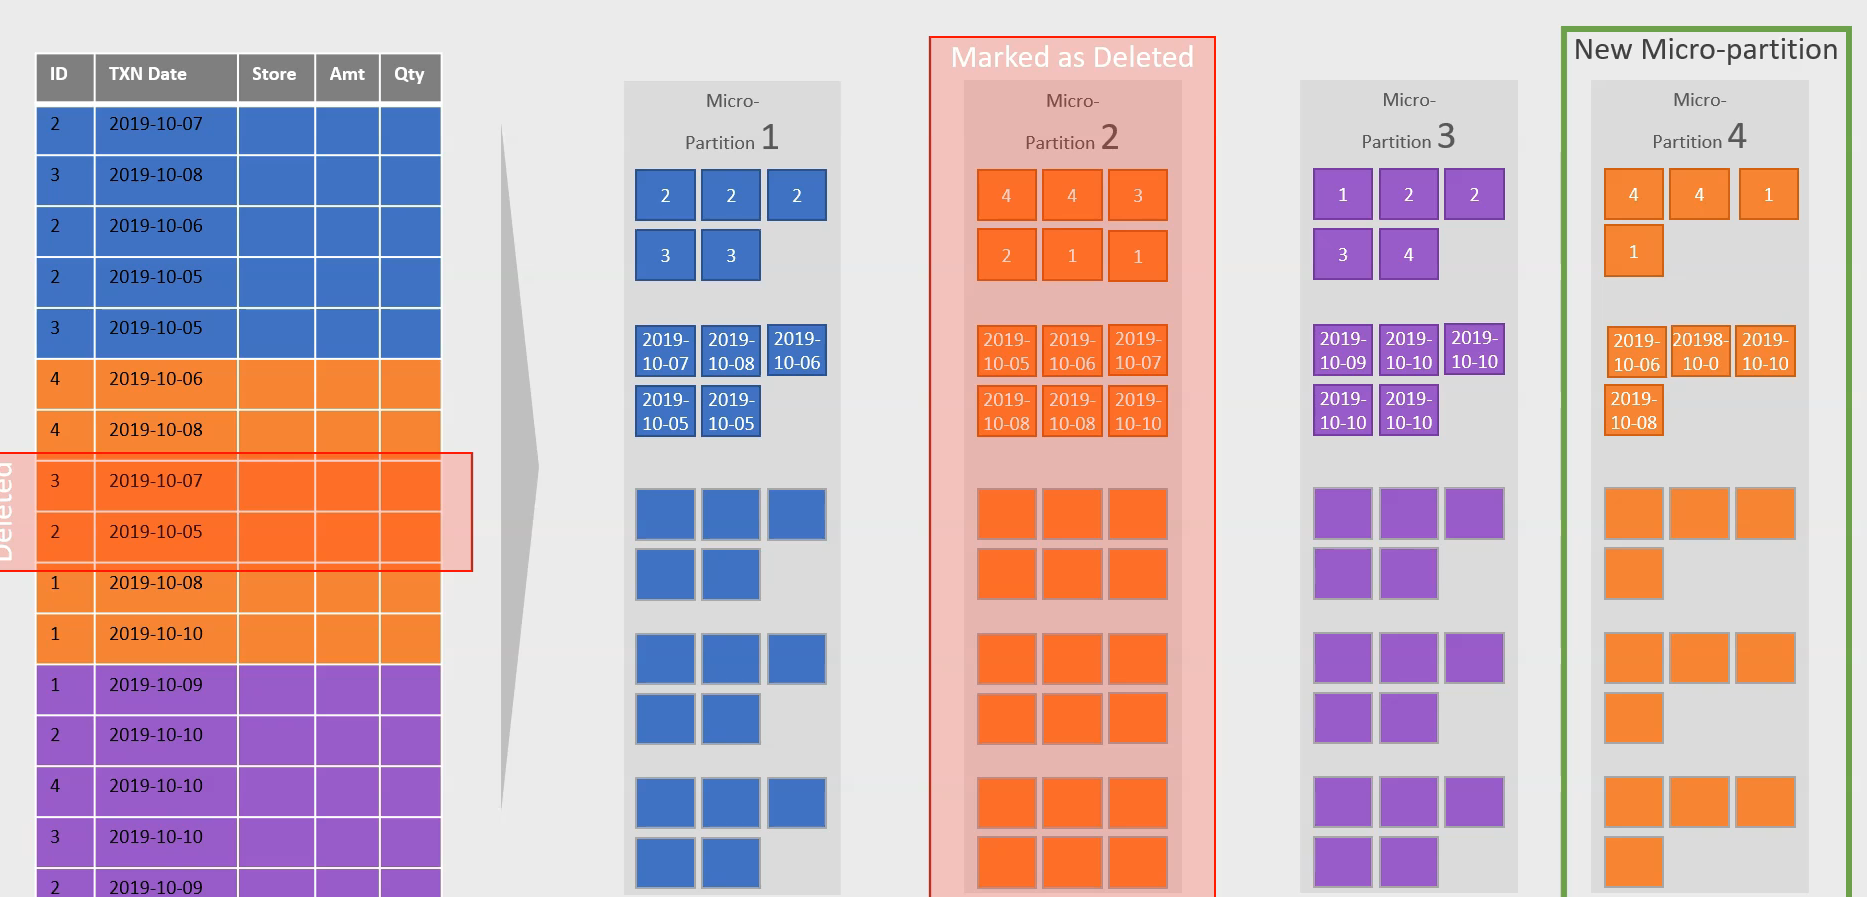 ID TXN Date Store Amt Qty
2 2019-10-07
3 2019-10-08
2 2019-10-06
2 2019-10-05
3 2019-10-05
4 2019-10-06
4 2019-10-08
3 2019-10-07
2 2019-10-05
1 2019-10-08
1 2019-10-10
1 2019-10-09
2 2019-10-10
4 2019-10-10
3 2019-10-10
2 2019-10-09
Deleted
Micro-
Partition 1
2 2 2
3 3
2019- 2019- 2019-
10-07 10-08 10-06
2019- 2019-
10-05 10-05
Marked as Deleted
Micro-
Partition 2
4 4 3
2 1 1
2019- 2019- 2019-
10-05 10-06 10-07
2019- 2019- 2019-
10-08 10-08 10-10
Micro-
Partition 3
1 2 2
3 4
2019- 2019- 2019-
10-09 10-10 10-10
2019- 2019-
10-10 10-10
New Micro-partition
Micro-
Partition 4
4 4 1
1
2019- 20198- 2019-
10-06 10-0 10-10
2019-
10-08